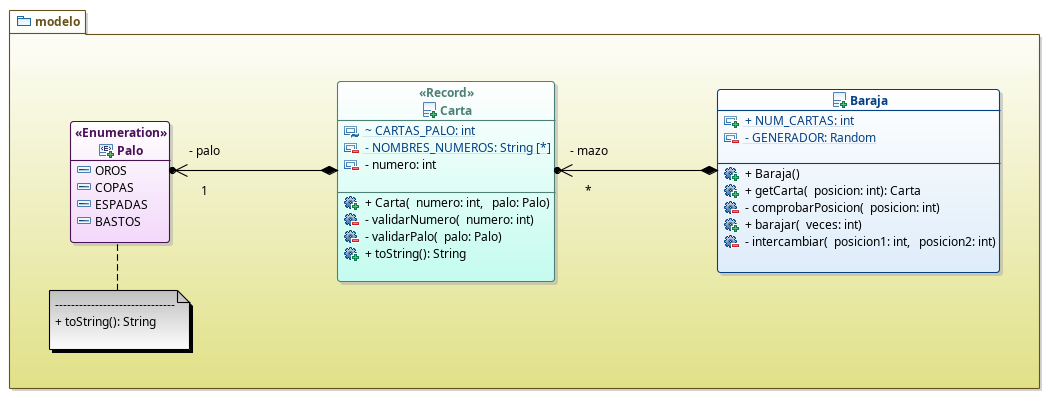 modelo
«Enumeration»
Palo
OROS
COPAS
ESPADAS
BASTOS
------------------------------
+ toString(): String
- palo
1
«Record»
Carta
~ CARTAS_PALO: int
- NOMBRES_NUMEROS: String [*]
- numero: int
+ Carta( numero: int, palo: Palo)
- validarNumero( numero: int)
- validarPalo( palo: Palo)
+ toString(): String
- mazo
*
Baraja
+ NUM_CARTAS: int
- GENERADOR: Random
+ Baraja()
+ getCarta( posicion: int): Carta
- comprobarPosicion( posicion: int)
+ barajar( veces: int)
- intercambiar( posicion1: int, posicion2: int)